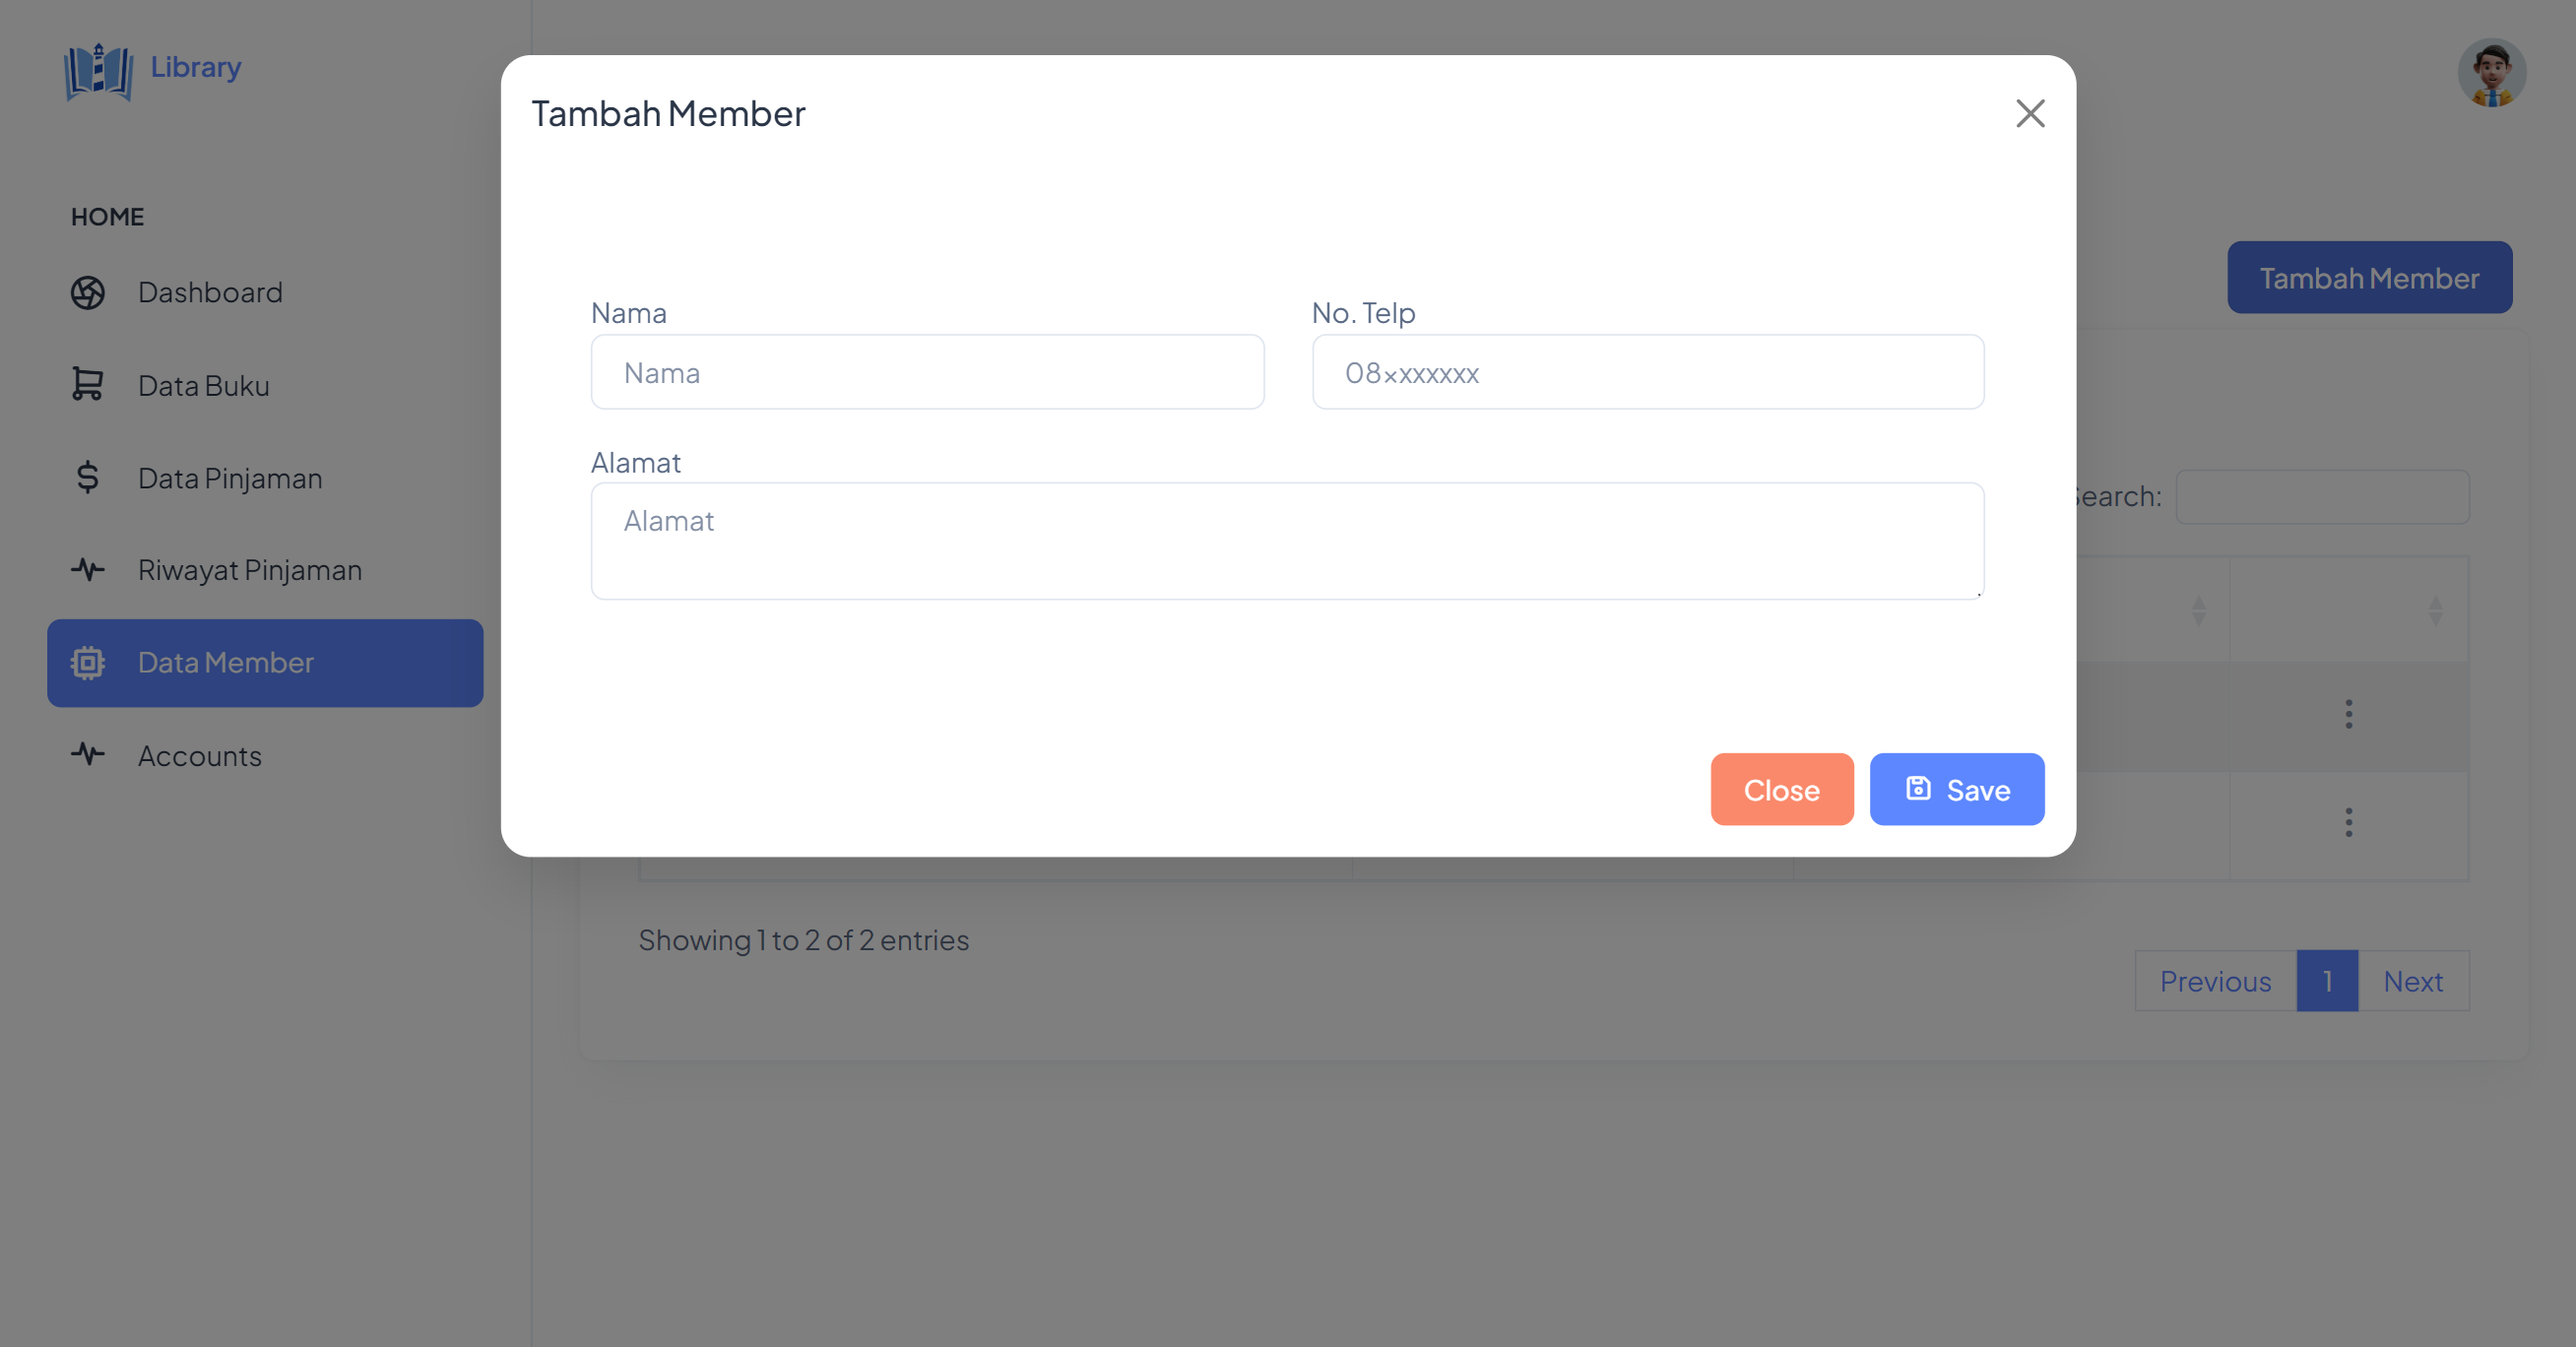 Library
HOME
Dashboard
Data Buku
Data Pinjaman
Riwayat Pinjaman
Data Member
Accounts
Tambah Member
Nama
No. Telp
Nama
08xxxxxxx
Alamat
Alamat
Close
Save
Tambah Member
Search:
Showing 1 to 2 of 2 entries
Previous 1 Next